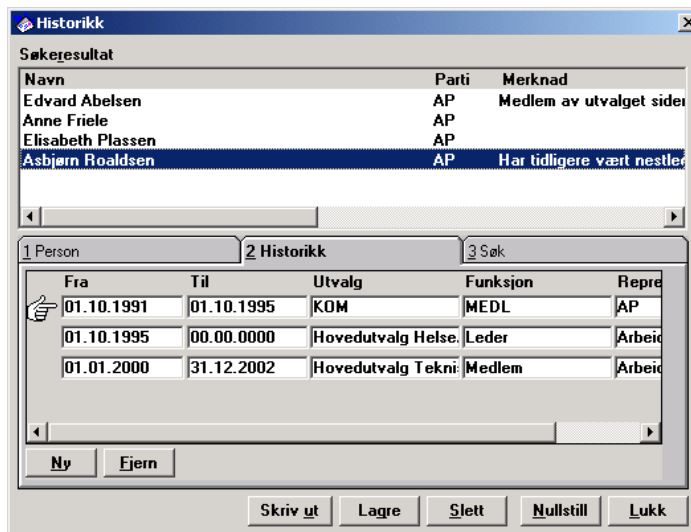 Historikk
Søkeresultat
Navn Parti Merknad
Edvard Abelsen AP Medlem av utvalget siden
Anne Friele AP
Elisabeth Plassen AP
Asbjørn Roaldsen AP Har tidligere vært nestle
1 Person 2 Historikk 3 Søk
Fra Til Utvalg Funksjon Repre
01.10.1991 01.10.1995 KOM MEDL AP
01.10.1995 00.00.0000 Hovedutvalg Helse, Leder Arbeid
01.01.2000 31.12.2002 Hovedutvalg Tekni: Medlem Arbeid
Ny Fjern
Skriv ut Lagre Slett Nullstill Lukk